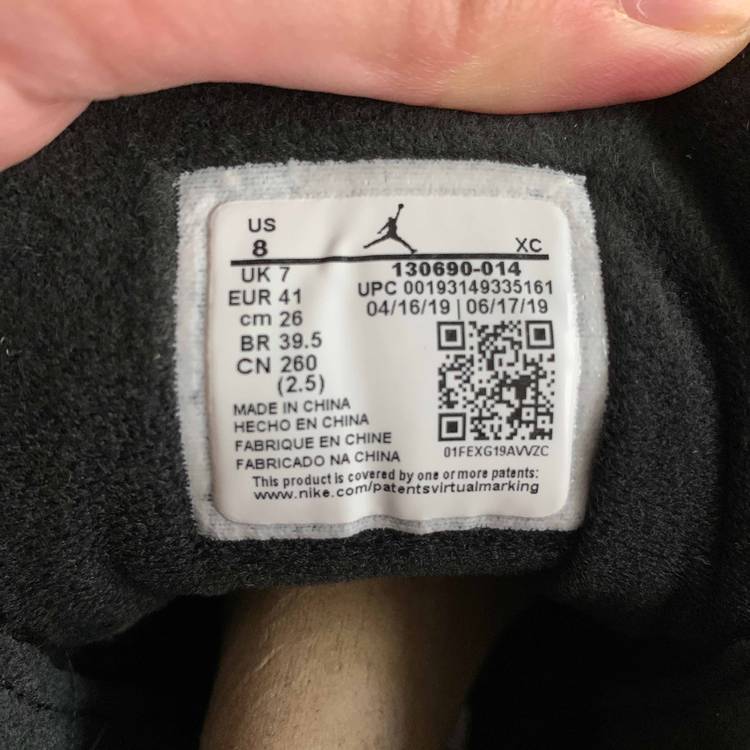 US
8
XC
UK 7
130690-014
EUR 41
UPC 00193149335161
cm 26
04/16/19 | 06/17/19
BR 39.5
CN 260
(2.5)
MADE IN CHINA
HECHO EN CHINA
FABRIQUE EN CHINE
FABRICADO NA CHINA
01FEXG19AVVZC
This product is covered by one or more patents:
www.nike.com/patentsvirtualmarking